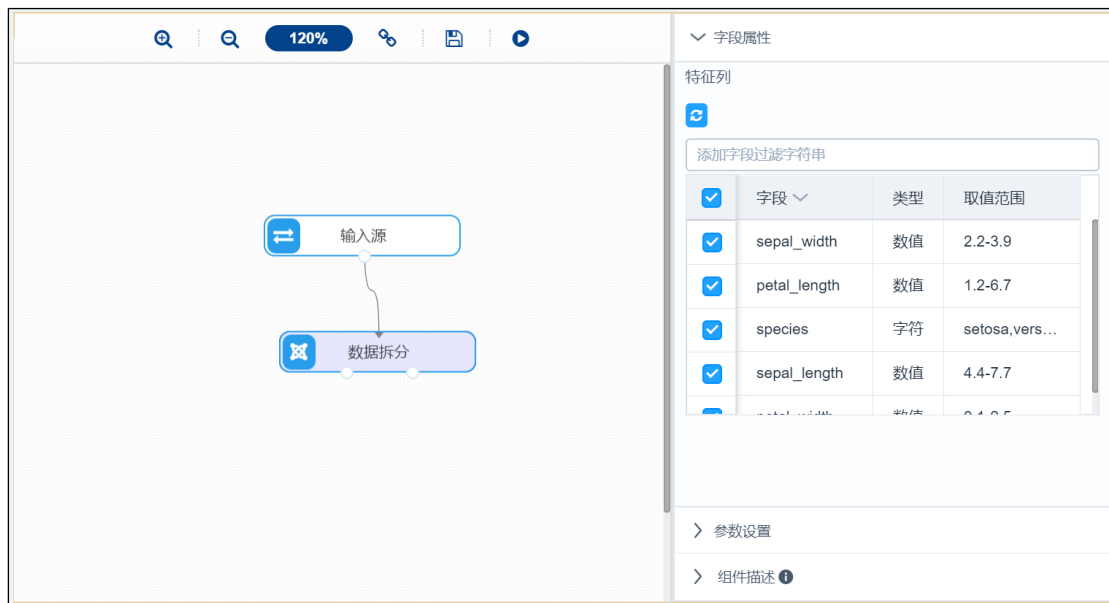 120%
输入源
数据拆分
字段属性
特征列
添加字段过滤字符串
字段 类型 取值范围
sepal_width 数值 2.2-3.9
petal_length 数值 1.2-6.7
species 字符 setosa,vers...
sepal_length 数值 4.4-7.7
参数设置
组件描述